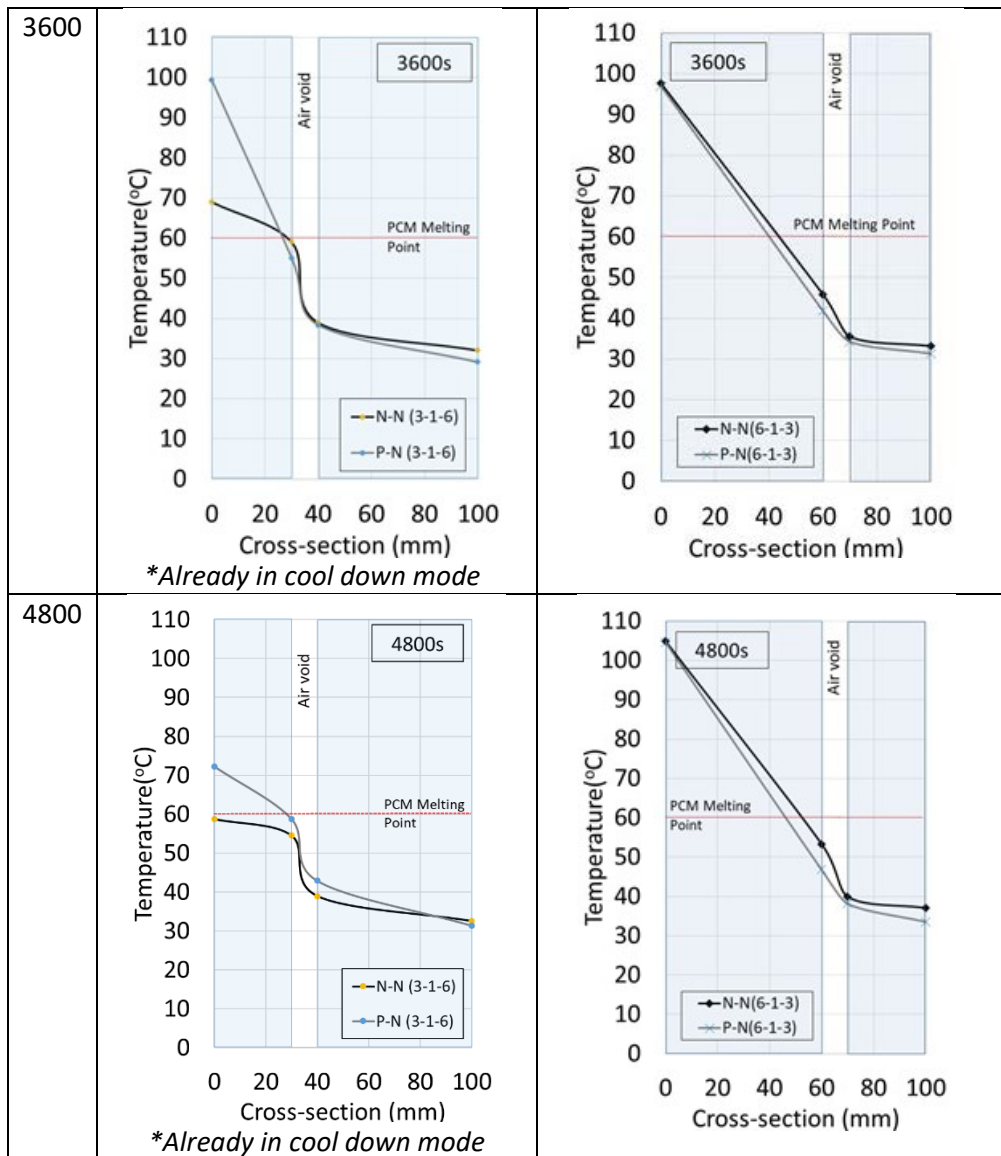 3600
110
100
90
80
70
60
50
40
30
20
10
0
Temperature(°C)
3600s
Air void
PCM Melting
Point
N-N (3-1-6)
P-N (3-1-6)
0 20 40 60 80 100
Cross-section (mm)
*Already in cool down mode
110
100
90
80
70
60
50
40
30
20
10
0
Temperature(°C)
3600s
Air void
PCM Melting Point
N-N(6-1-3)
P-N(6-1-3)
0 20 40 60 80 100
Cross-section (mm)
4800
110
100
90
80
70
60
50
40
30
20
10
0
Temperature(°C)
4800s
Air void
PCM Melting
Point
N-N (3-1-6)
P-N (3-1-6)
0 20 40 60 80 100
Cross-section (mm)
*Already in cool down mode
110
100
90
80
70
60
50
40
30
20
10
0
Temperature(°C)
4800s
Air void
PCM Melting
Point
N-N(6-1-3)
P-N(6-1-3)
0 20 40 60 80 100
Cross-section (mm)